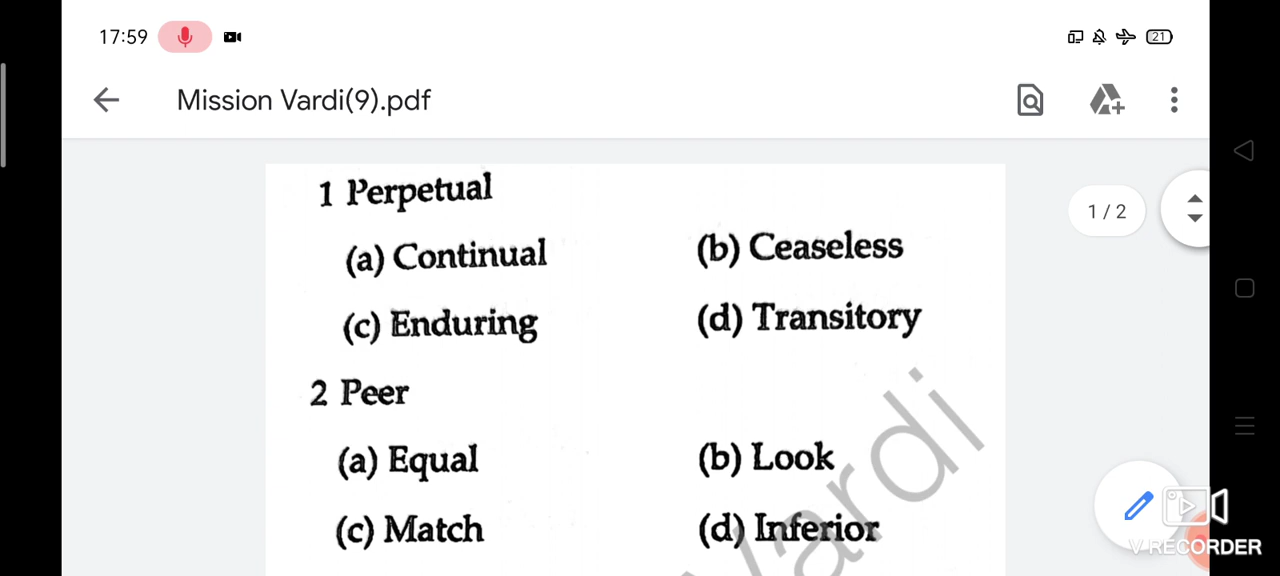 17:59
21
Mission Vardi(9).pdf
1 Perpetual
1 / 2
(a) Continual (b) Ceaseless
(c) Enduring (d) Transitory
2 Peer
(a) Equal (b) Look
(c) Match (d) Inferior
Vardi
V RECORDER